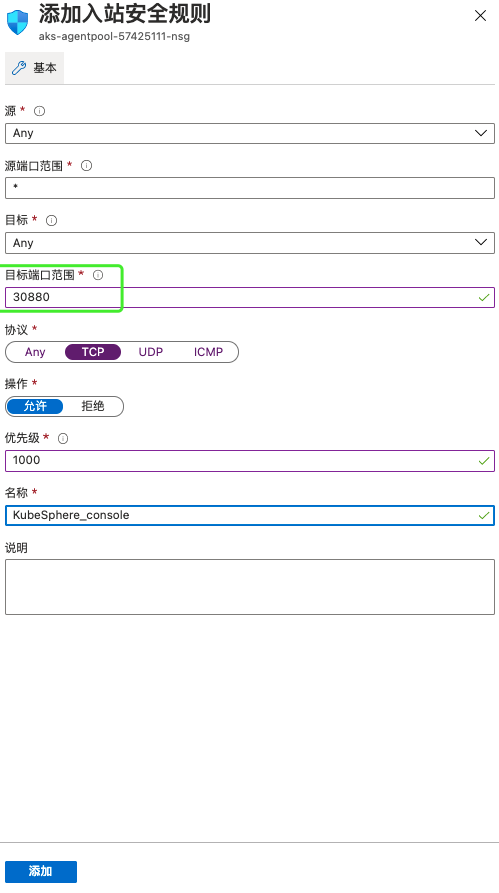 添加入站安全规则
aks-agentpool-57425111-nsg
基本
源 *
Any
源端口范围 *
*
目标 *
Any
目标端口范围 *
30880
协议 *
Any TCP UDP ICMP
操作 *
允许 拒绝
优先级 *
1000
名称 *
KubeSphere_console
说明
添加